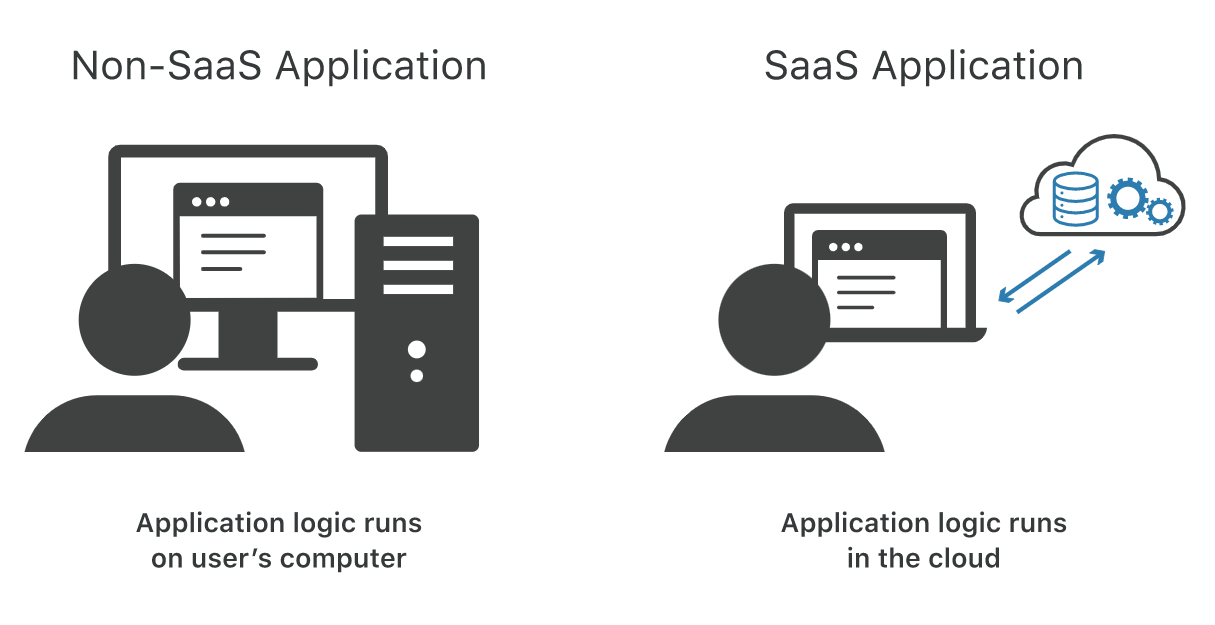 Non-SaaS Application
SaaS Application
Application logic runs
on user’s computer
Application logic runs
in the cloud